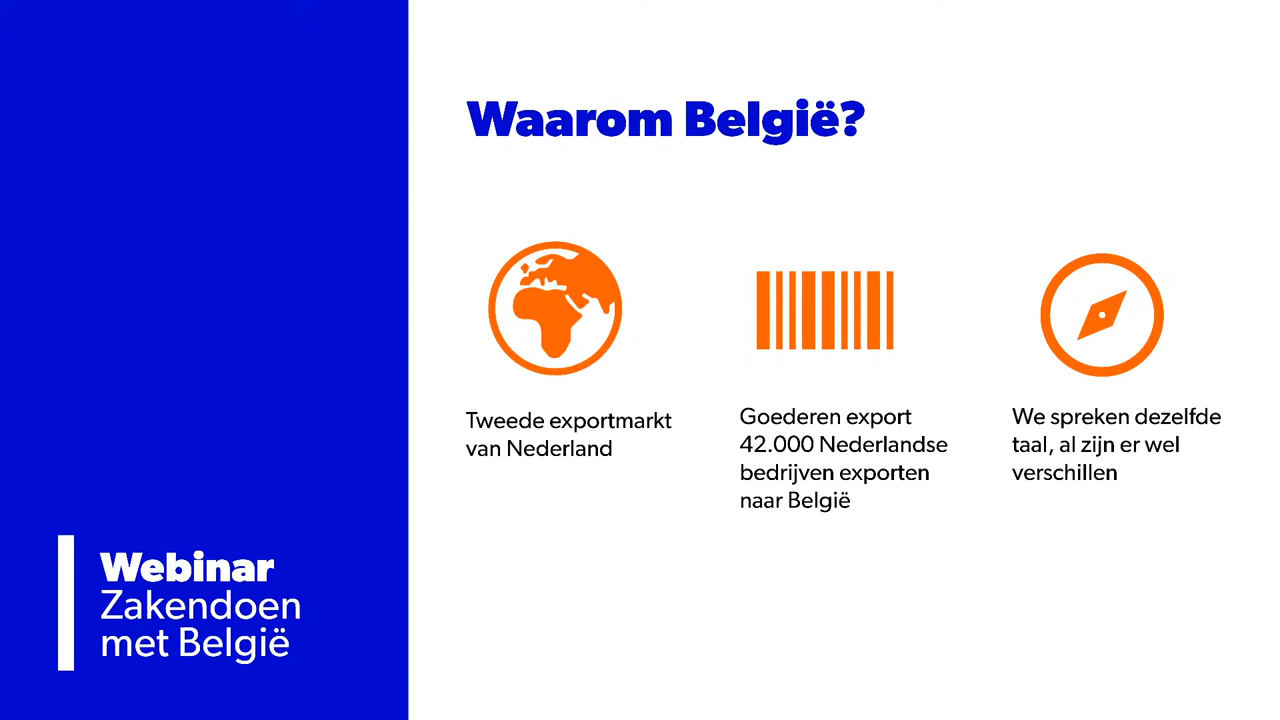 Waarom België?
Tweede exportmarkt
van Nederland
Goederen export
42.000 Nederlandse
bedrijven exporten
naar België
We spreken dezelfde
taal, al zijn er wel
verschillen
Webinar
Zakendoen
met België